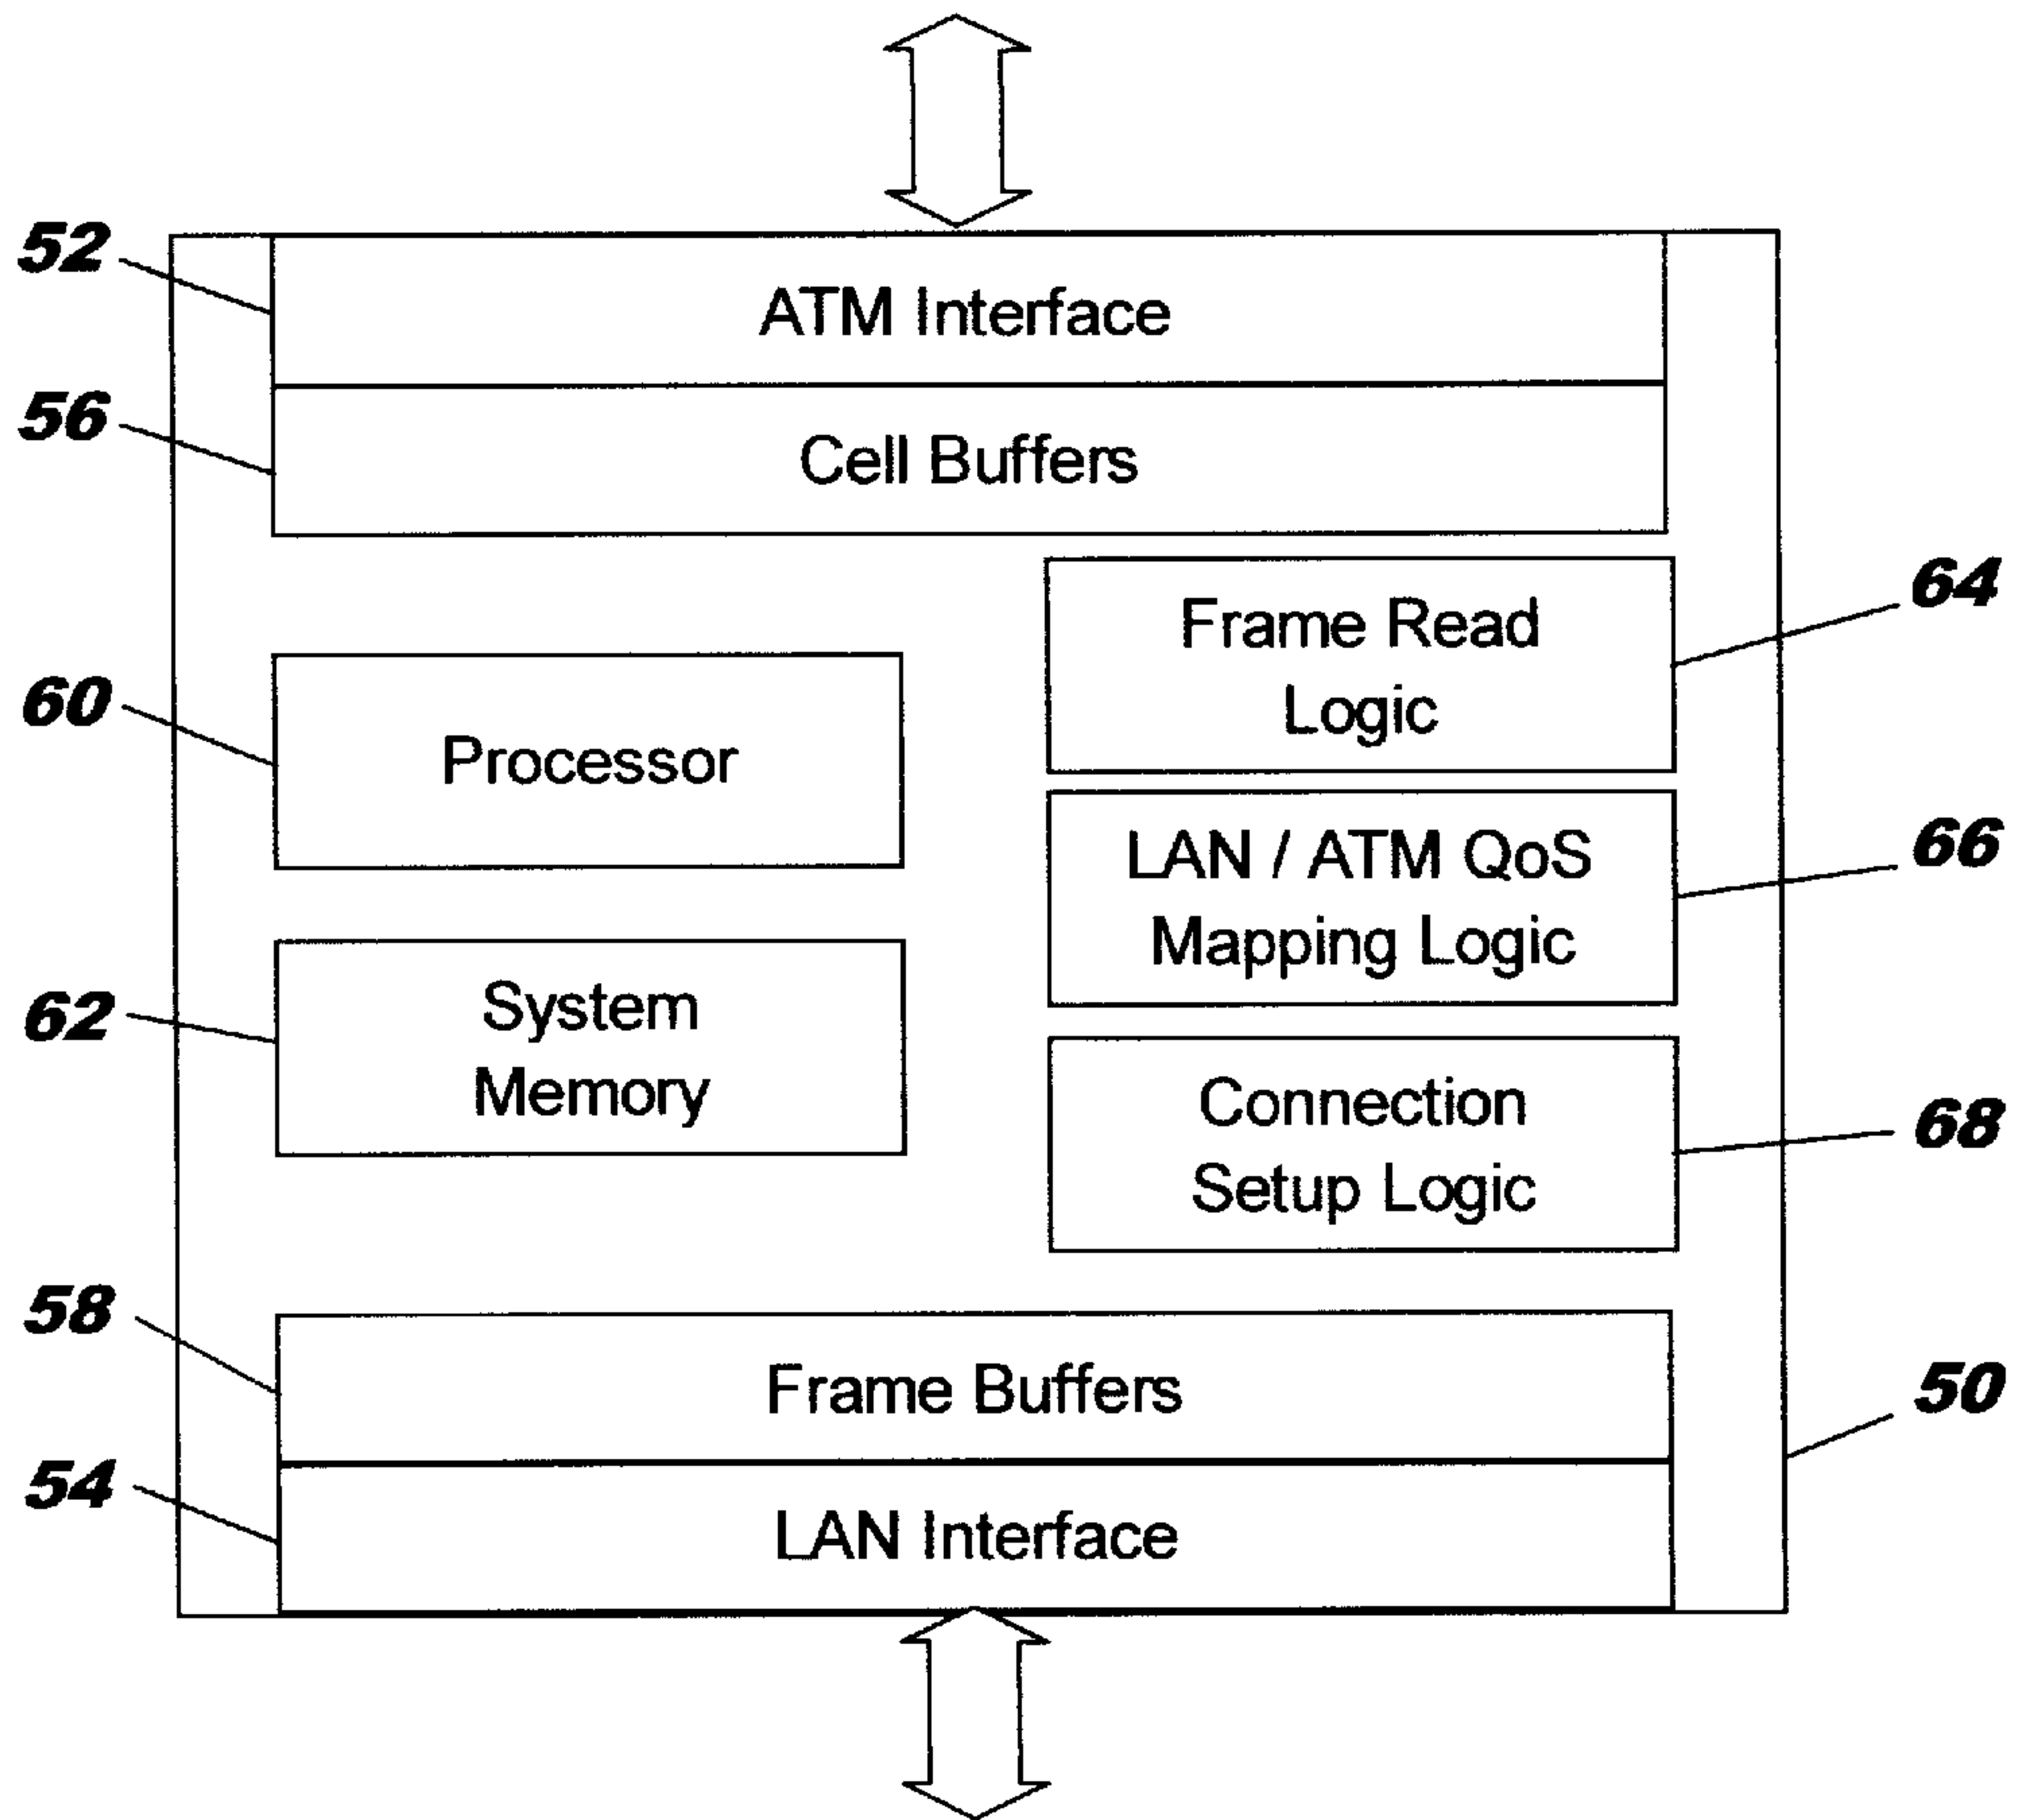 52
ATM Interface
56
Cell Buffers
64
Frame Read
Logic
60
Processor
66
LAN / ATM QoS
Mapping Logic
62
System
Memory
68
Connection
Setup Logic
58
Frame Buffers
50
54
LAN Interface